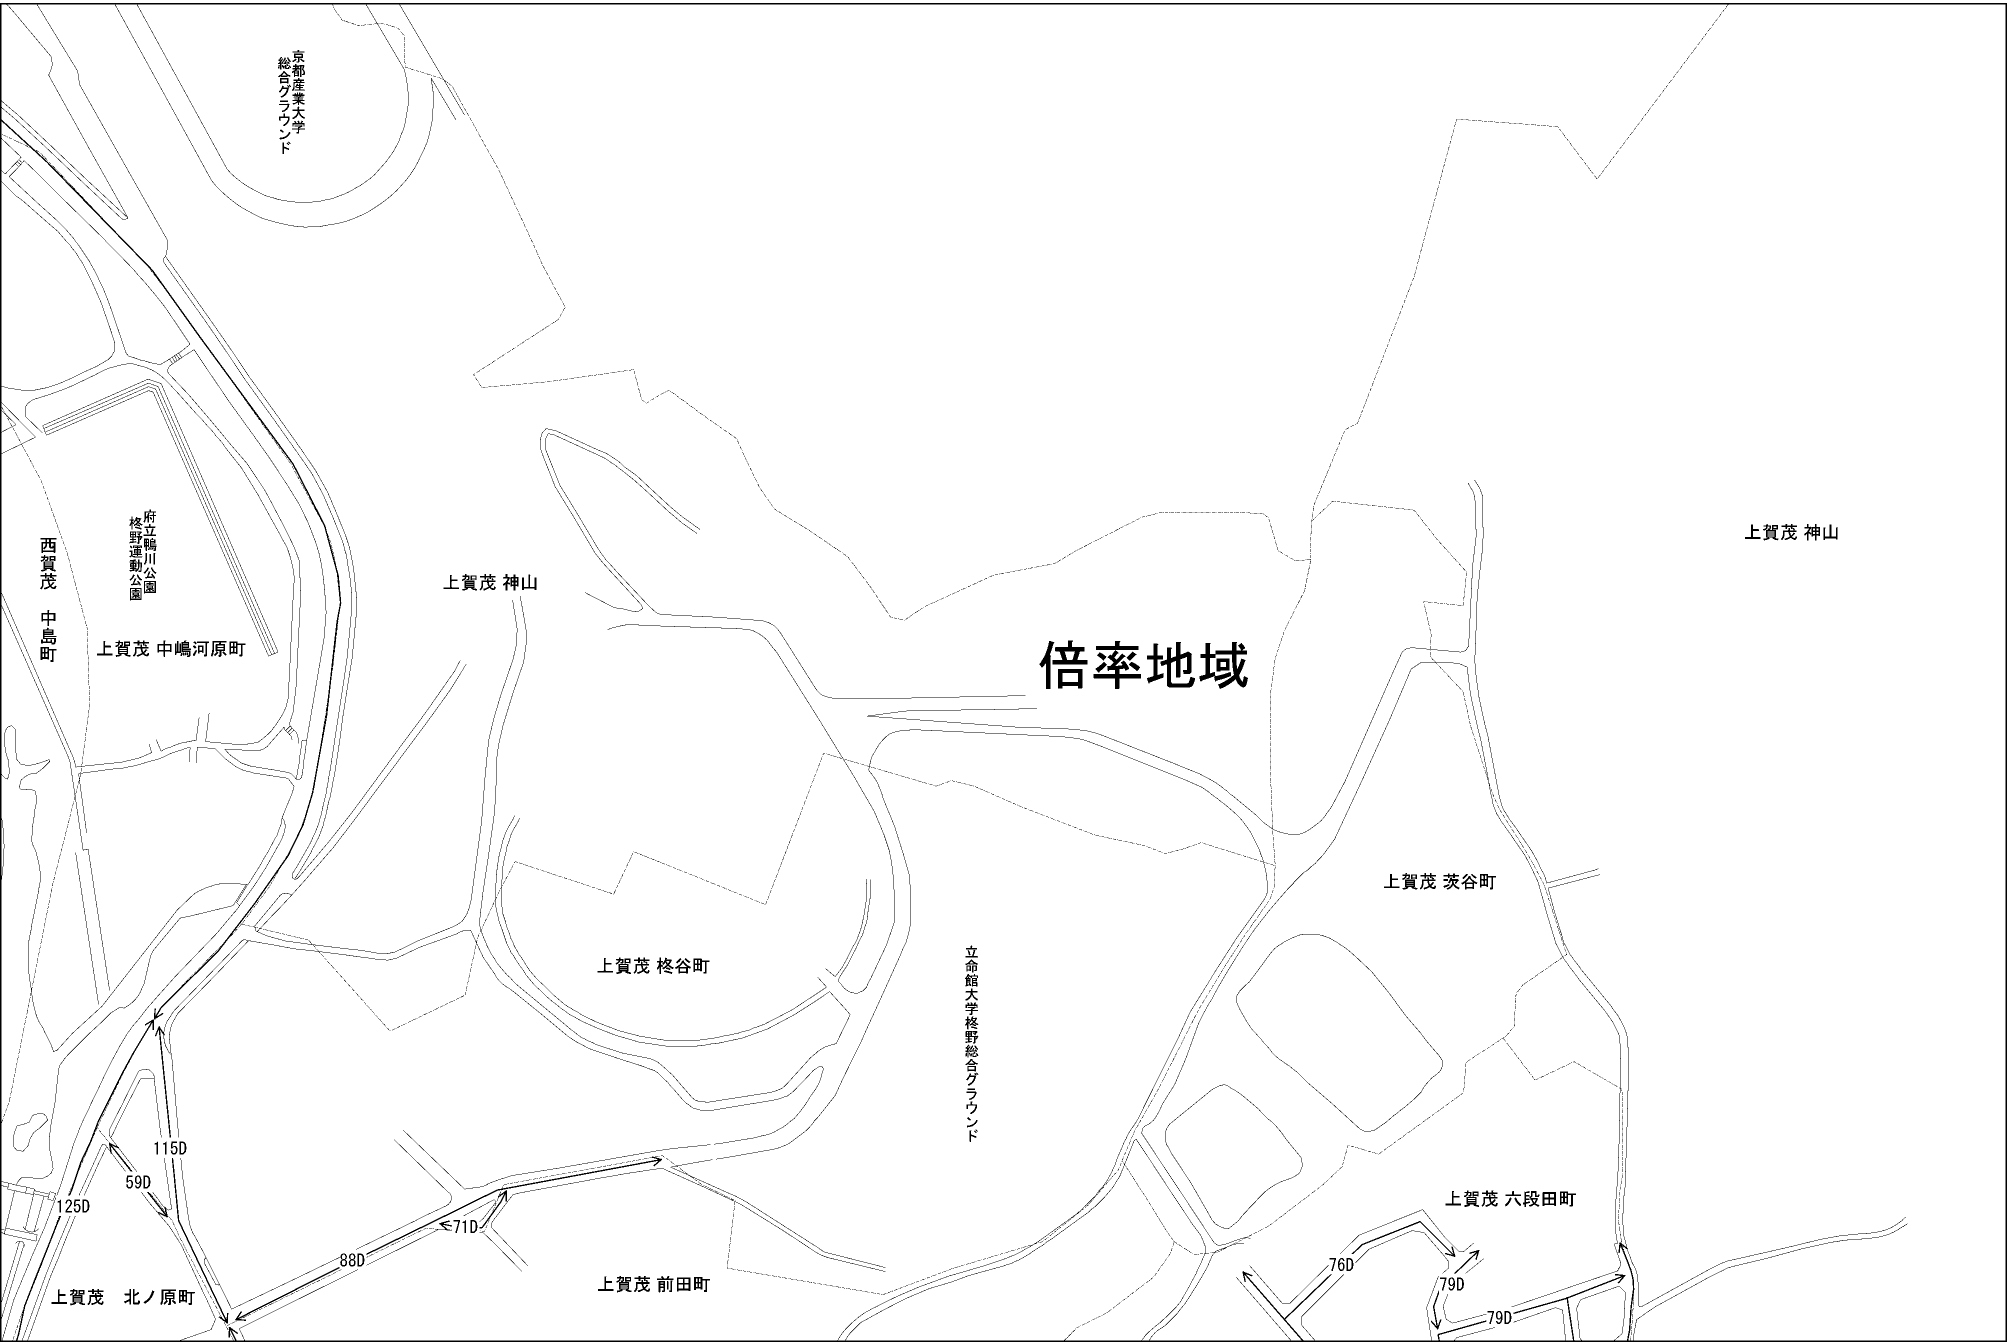 京都産業大学
総合グラウンド
府立鴨川公園
柊野運動公園
西賀茂　中島町
上賀茂 神山
上賀茂 神山
上賀茂 中嶋河原町
倍率地域
上賀茂 茨谷町
上賀茂 柊谷町
立命館大学柊野総合グラウンド
115D
59D
125D
上賀茂 六段田町
71D
88D
76D
79D
上賀茂 前田町
上賀茂　北ノ原町
79D